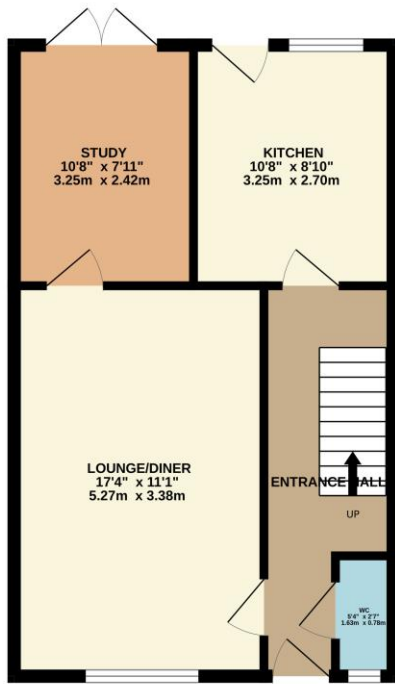 STUDY
10'8" x 7'11"
3.25m x 2.42m
KITCHEN
10'8" x 8'10"
3.25m x 2.70m
LOUNGE/DINER
17'4" x 11'1"
5.27m x 3.38m
ENTRANCE HALL
UP
WC
5'4" x 2'7"
1.63m x 0.78m